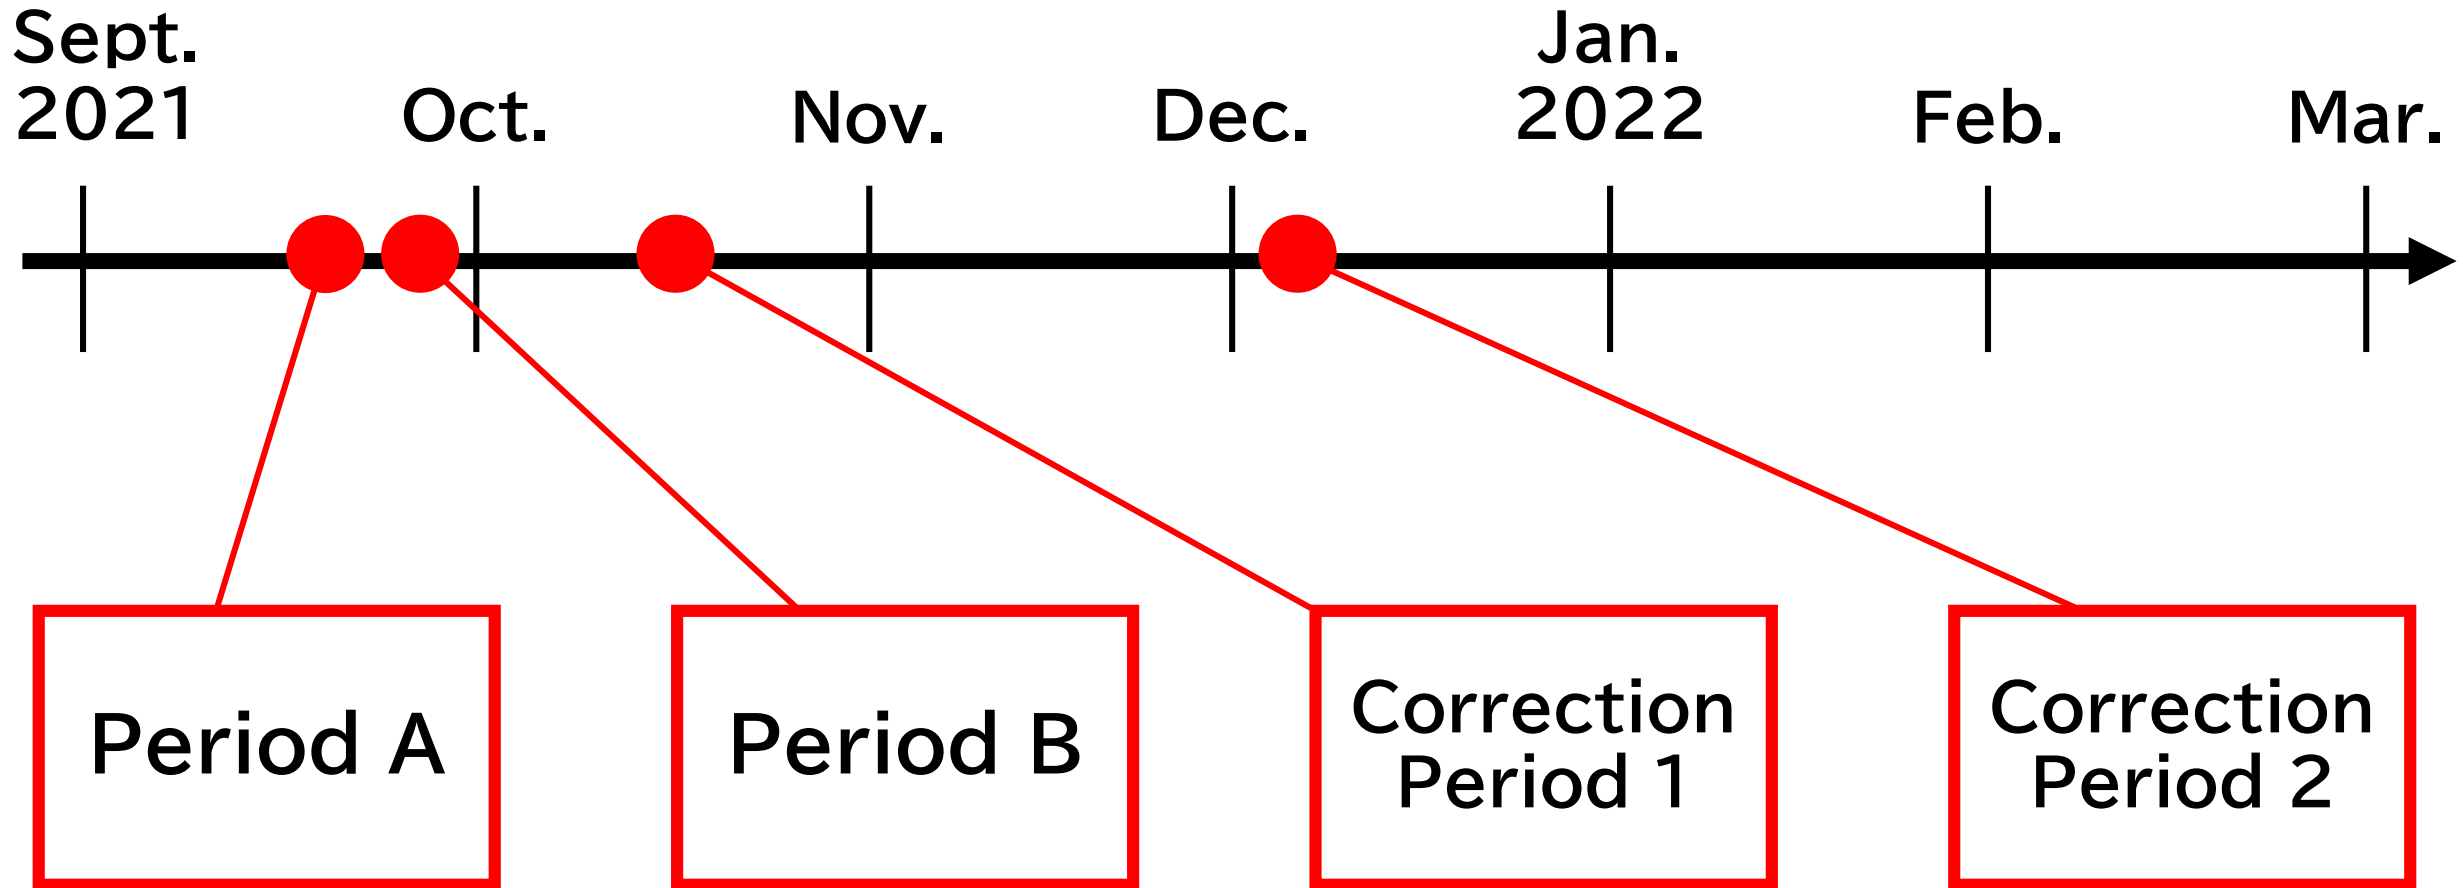 Sept.
2021
Oct.
Nov.
Dec.
Jan.
2022
Feb.
Mar.
Period A
Period B
Correction
Period 1
Correction
Period 2